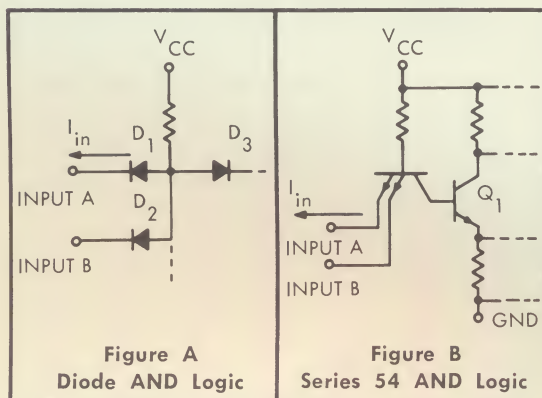 V CC
I in
D 1
D 3
INPUT A
D 2
INPUT B
Figure A
Diode AND Logic
V CC
Q 1
I in
INPUT A
INPUT B
GND
Figure B
Series 54 AND Logic